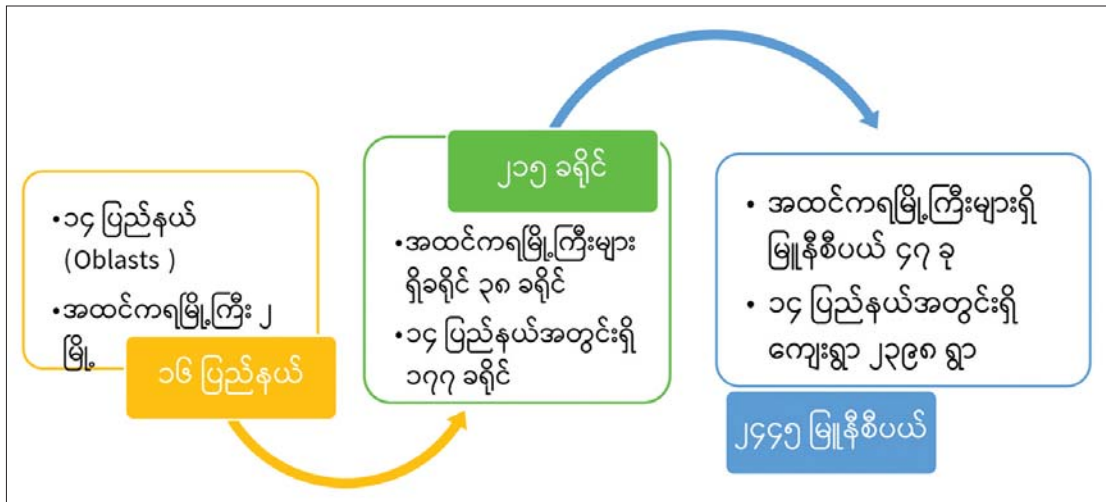 •၁၄ ပြည်နယ်
(Oblasts )
•အထင်ကရမြို့ကြီး ၂
မြို့
၁၆ ပြည်နယ်
၂၁၅ ခရိုင်
•အထင်ကရမြို့ကြီးများ
ရှိခရိုင် ၃၈ ခရိုင်
•၁၄ ပြည်နယ်အတွင်းရှိ
၁၇၇ ခရိုင်
• အထင်ကရမြို့ကြီးများရှိ
မြူနီစီပယ် ၄၇ ခု
• ၁၄ ပြည်နယ်အတွင်းရှိ
ကျေးရွာ ၂၃၉၈ ရွာ
၂၄၄၅ မြူနီစီပယ်